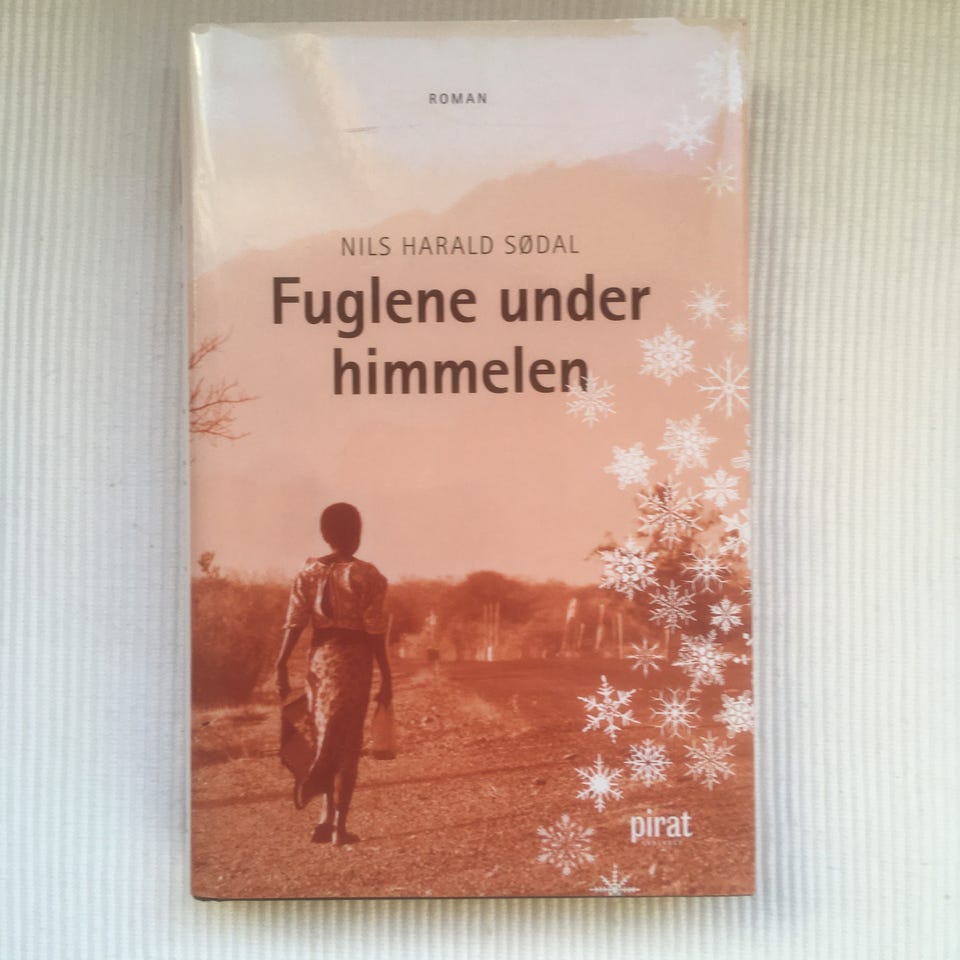 ROMAN
NILS HARALD SØDAL
Fuglene under
himmelen
pirat